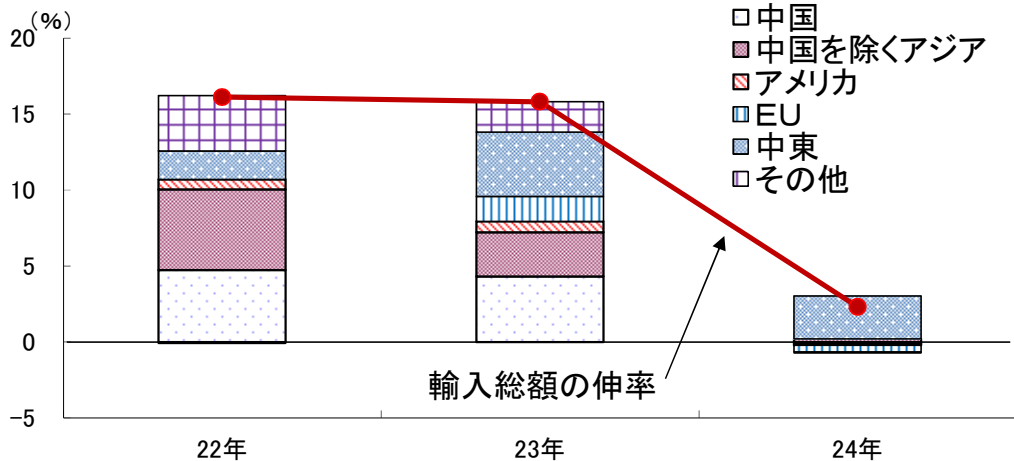 （%）
20
15
10
5
0
-5
22年
23年
24年
中国
中国を除くアジア
アメリカ
ＥＵ
中東
その他
輸入総額の伸率